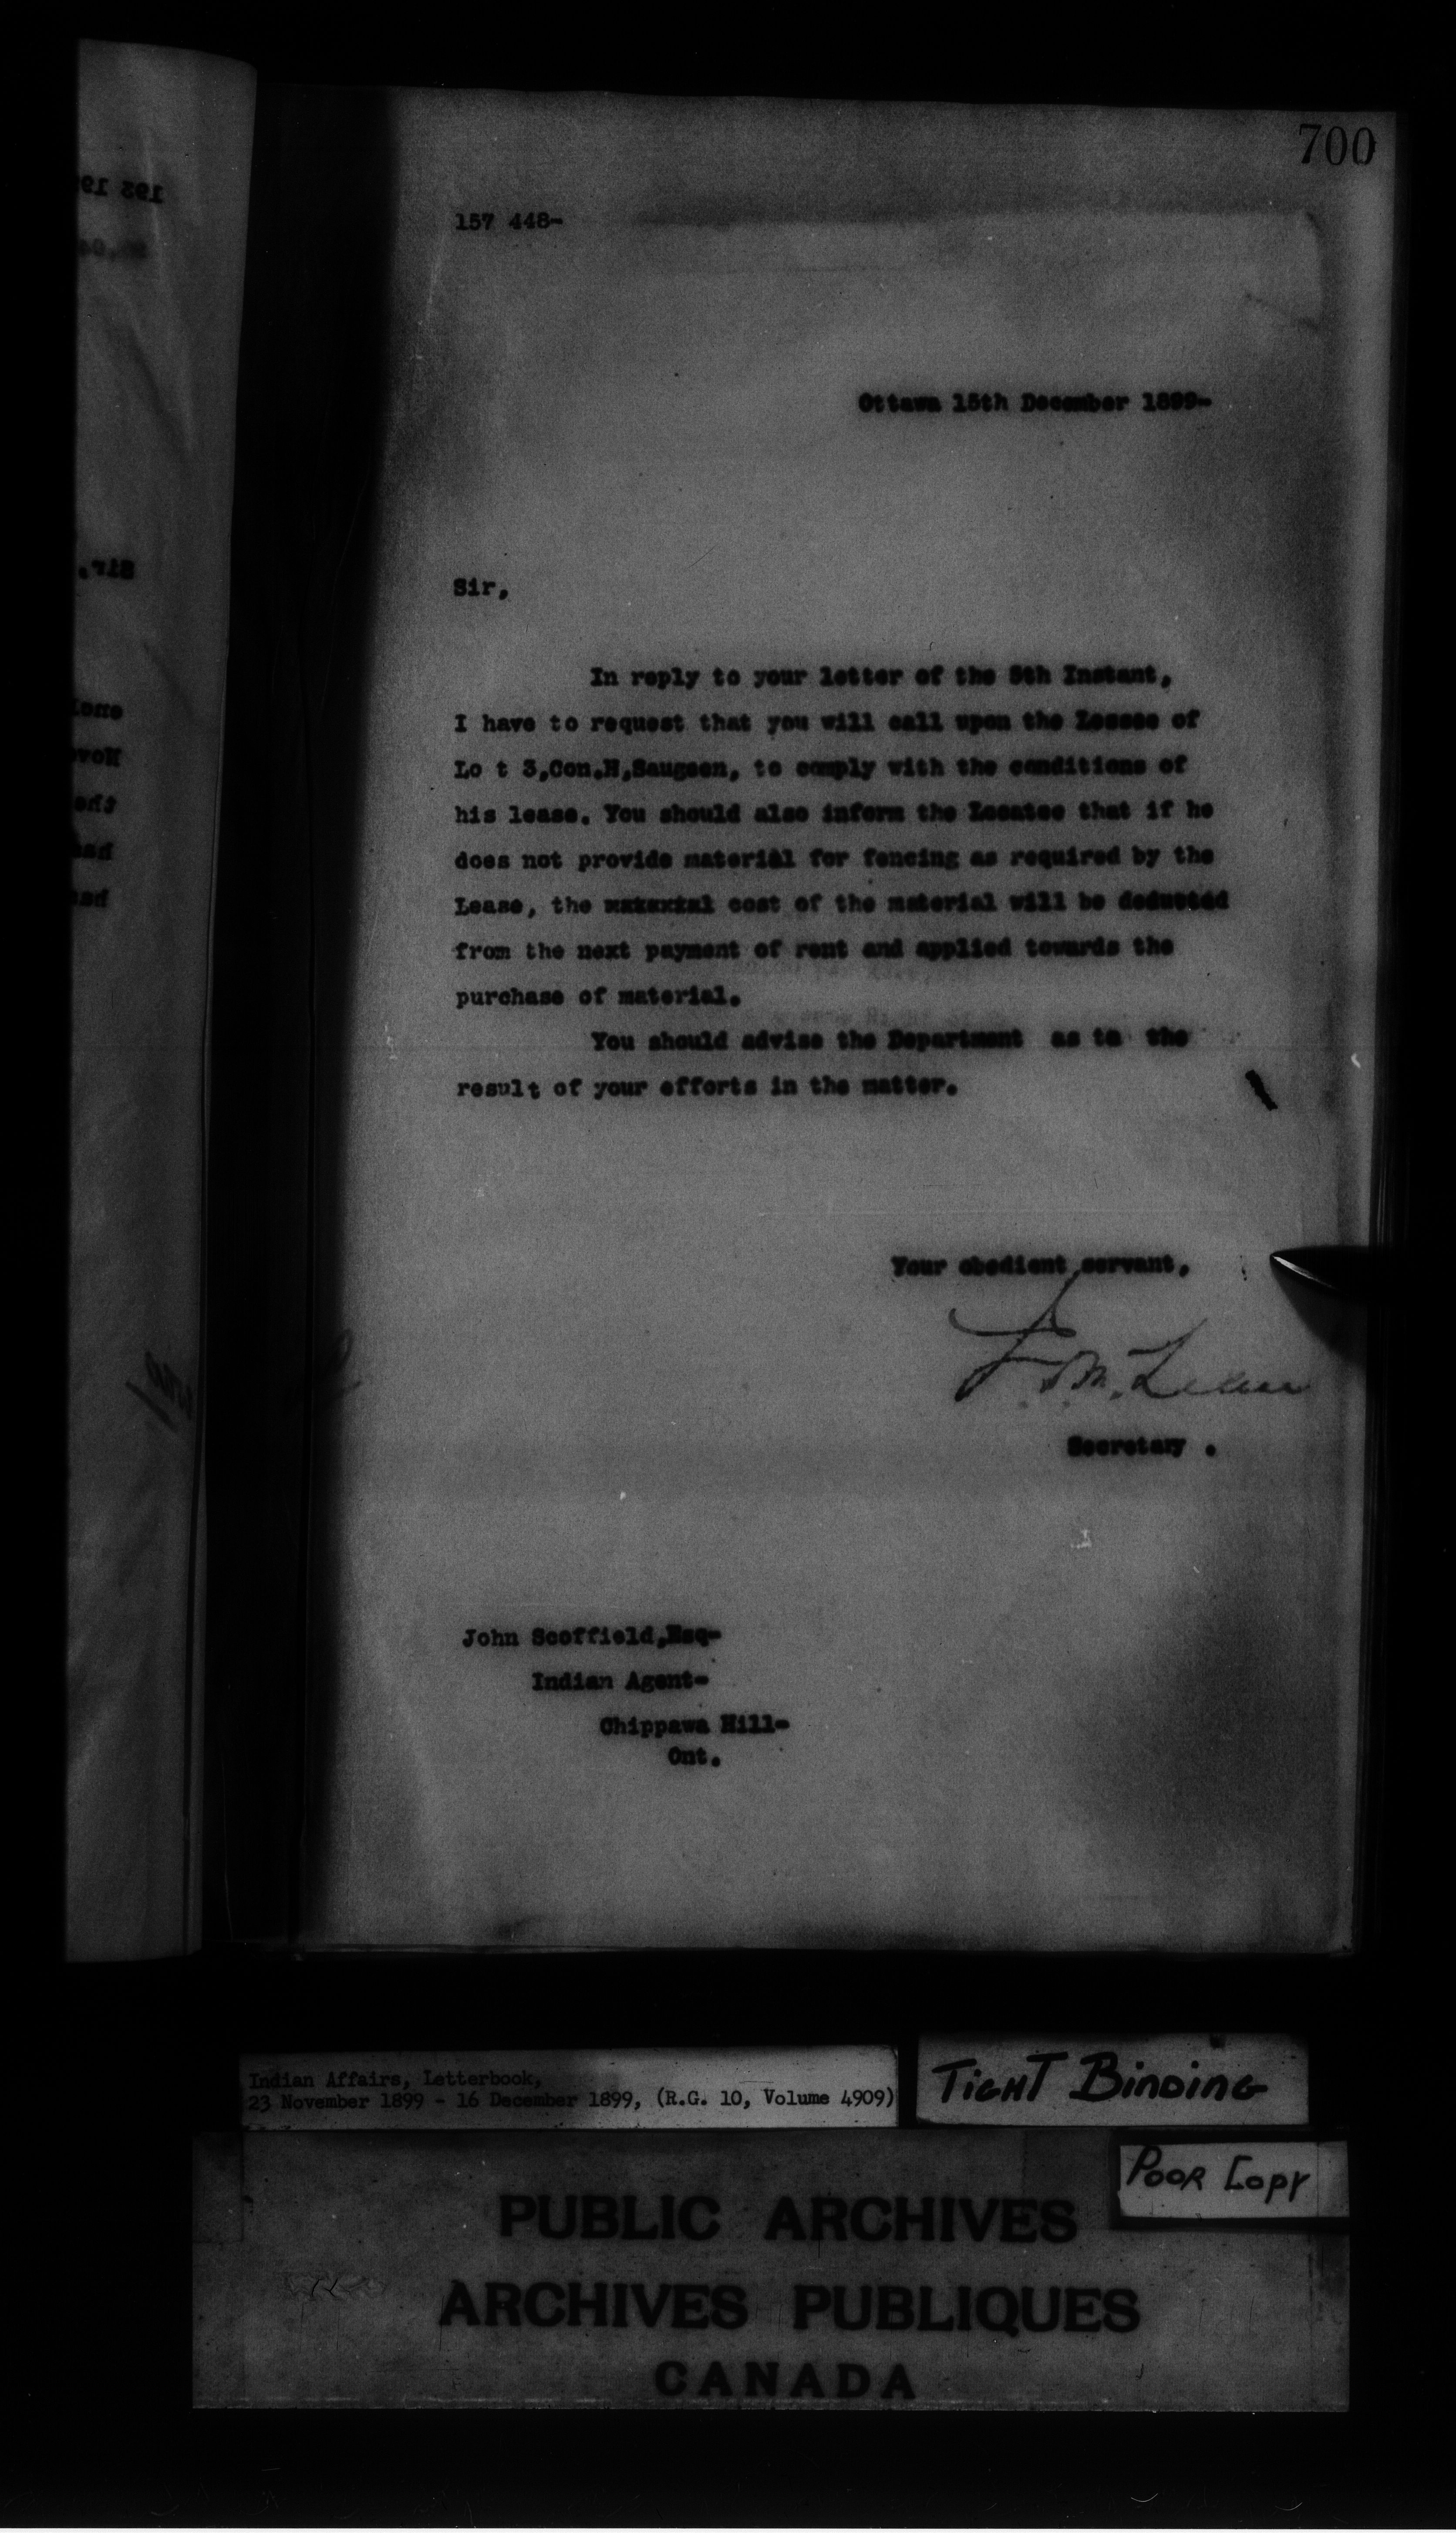 700
157 448-
Ottawa 15th December 1899-
Sir,
In reply to your letter of the 8th Instant,
I have to request that you will call upon the Lessee of
Lo t 3,Con.H,Saugeen, to comply with the conditions of
his lease. You should also inform the Locatee that if he
does not provide material for fencing as required by the
Lease, the cost of the material will be deducted
from the next payment of rent and applied towards the
purchase of material.
You should advise the Department as to the
result of your efforts in the matter.
Your obedient servant,
Secretary .
John Scoffield,Esq-
Indian Agent-
Chippawa Hill-
Ont.
Indian Affairs, Letterbook,
23 November 1899 - 16 December 1899, (R.G. 10, Volume 4909)
TIGHT BINDING
POOR COPY
PUBLIC ARCHIVES
ARCHIVES PUBLIQUES
CANADA